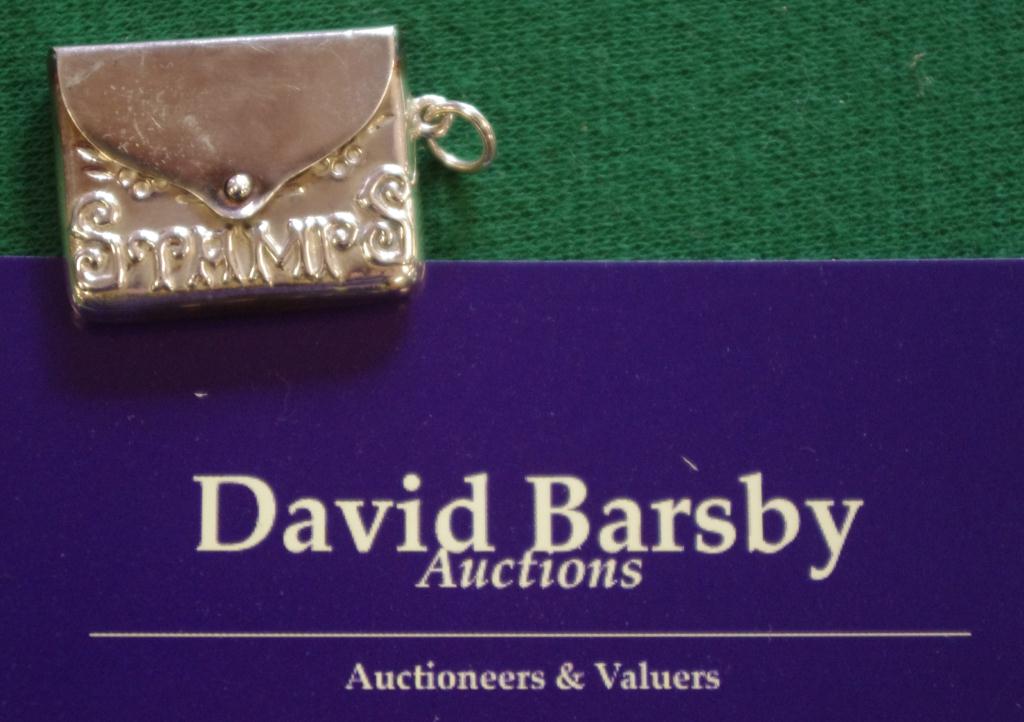 STAMPS
David Barsby
Auctions
Auctioneers & Valuers